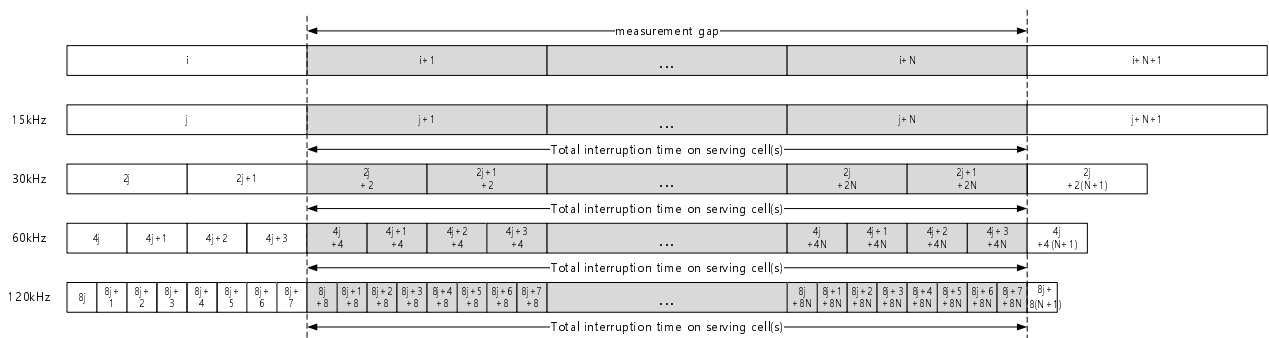 measurement gap
i i+1 ... i+N i+N+1
15kHz j j+1 ... j+N j+N+1
Total interruption time on serving cell(s)
30kHz 2j 2j+1 2j +2 2j+1 +2 ... 2j +2N 2j+1 +2N 2j +2(N+1)
Total interruption time on serving cell(s)
60kHz 4j 4j+1 4j+2 4j+3 4j +4 4j+1 +4 4j+2 +4 4j+3 +4 ... 4j +4N 4j+1 +4N 4j+2 +4N 4j+3 +4N 4j +4(N+1)
Total interruption time on serving cell(s)
120kHz 8j 8j+ 1 8j+ 2 8j+ 3 8j+ 4 8j+ 5 8j+ 6 8j+ 7 8j +8 8j+1 +8 8j+2 +8 8j+3 +8 8j+4 +8 8j+5 +8 8j+6 +8 8j+7 +8 ... 8j +8N 8j+1 +8N 8j+2 +8N 8j+3 +8N 8j+4 +8N 8j+5 +8N 8j+6 +8N 8j+7 +8N 8j+ 8(N+1)
Total interruption time on serving cell(s)